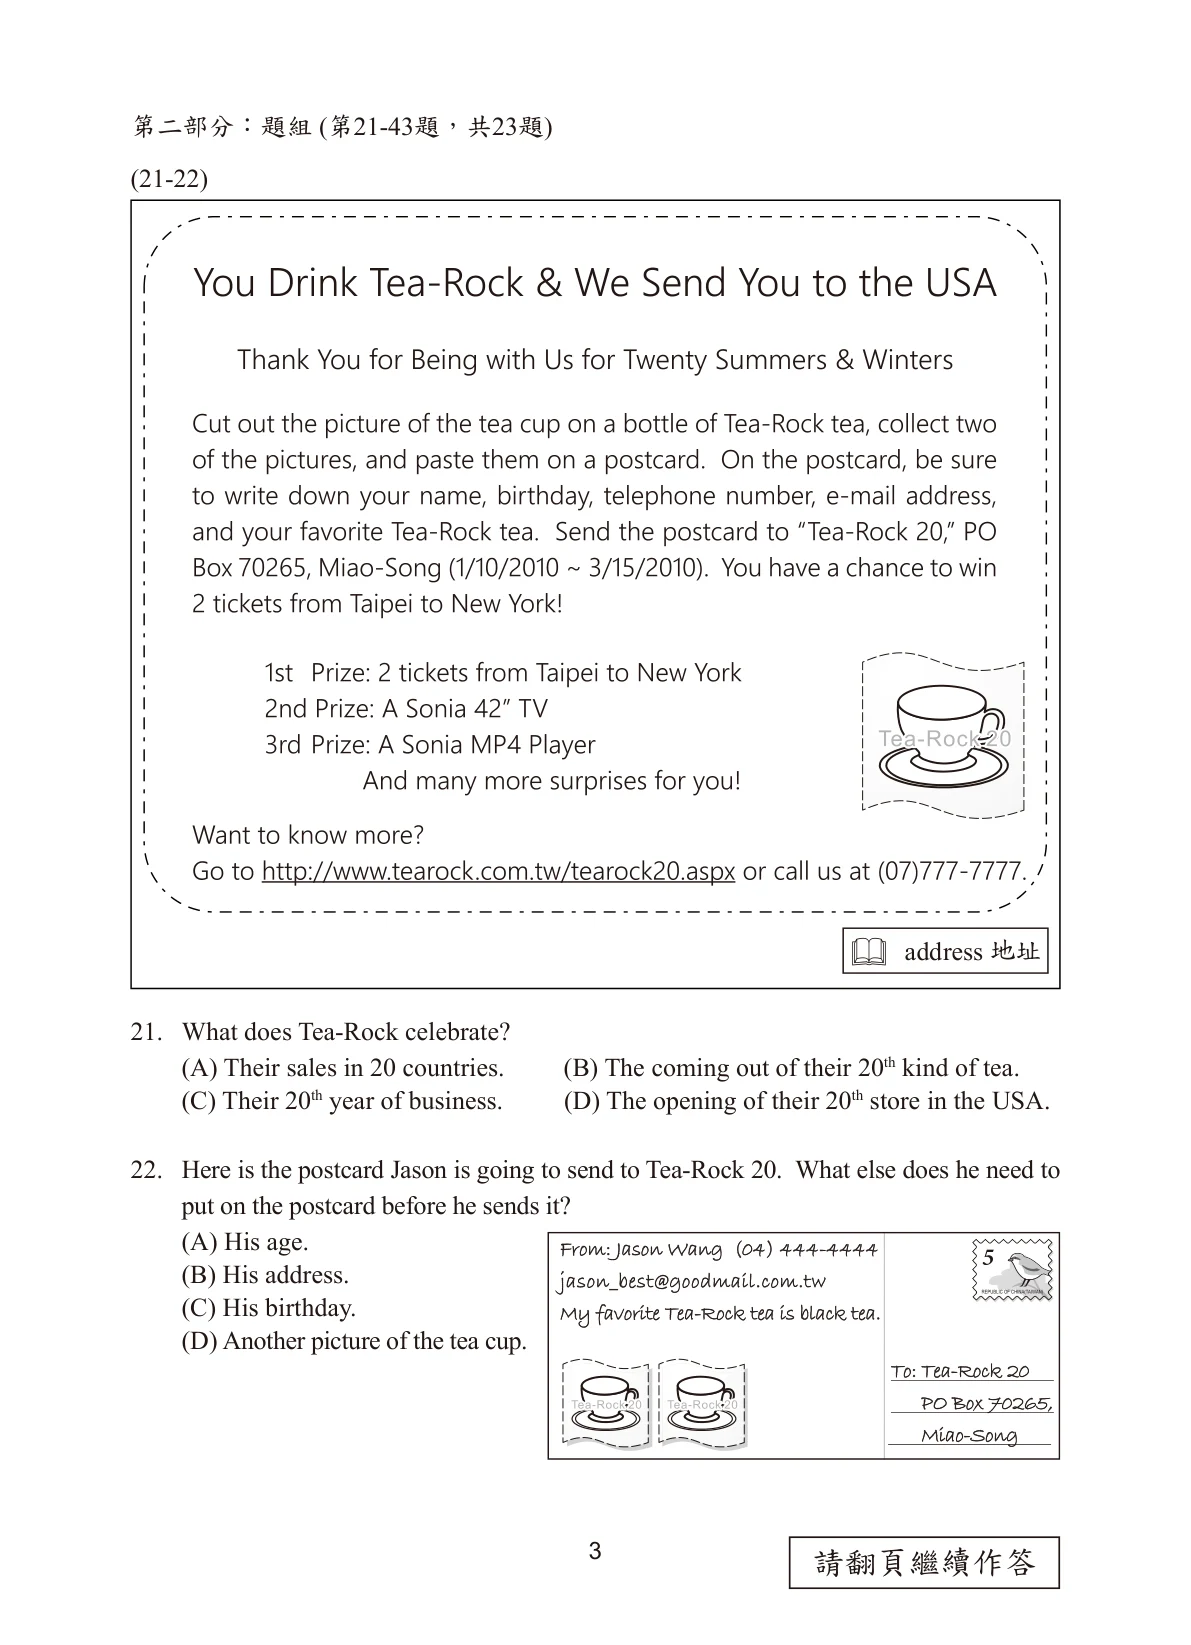 第二部分：題組 (第21-43題，共23題)
(21-22)
You Drink Tea-Rock & We Send You to the USA
Thank You for Being with Us for Twenty Summers & Winters
Cut out the picture of the tea cup on a bottle of Tea-Rock tea, collect two
of the pictures, and paste them on a postcard. On the postcard, be sure
to write down your name, birthday, telephone number, e-mail address,
and your favorite Tea-Rock tea. Send the postcard to “Tea-Rock 20,” PO
Box 70265, Miao-Song (1/10/2010 ~ 3/15/2010). You have a chance to win
2 tickets from Taipei to New York!
1st Prize: 2 tickets from Taipei to New York
2nd Prize: A Sonia 42” TV
3rd Prize: A Sonia MP4 Player
And many more surprises for you!
Tea-Rock 20
Want to know more?
Go to http://www.tearock.com.tw/tearock20.aspx or call us at (07)777-7777.
address 地址
21. What does Tea-Rock celebrate?
(A) Their sales in 20 countries. (B) The coming out of their 20th kind of tea.
(C) Their 20th year of business. (D) The opening of their 20th store in the USA.
22. Here is the postcard Jason is going to send to Tea-Rock 20. What else does he need to
put on the postcard before he sends it?
(A) His age.
(B) His address.
(C) His birthday.
(D) Another picture of the tea cup.
From: Jason Wang (04) 444-4444
jason_best@goodmail.com.tw
My favorite Tea-Rock tea is black tea.
Tea-Rock 20 Tea-Rock 20
5
REPUBLIC OF CHINA(TAIWAN)
To: Tea-Rock 20
PO Box 70265,
Miao-Song
3
請翻頁繼續作答